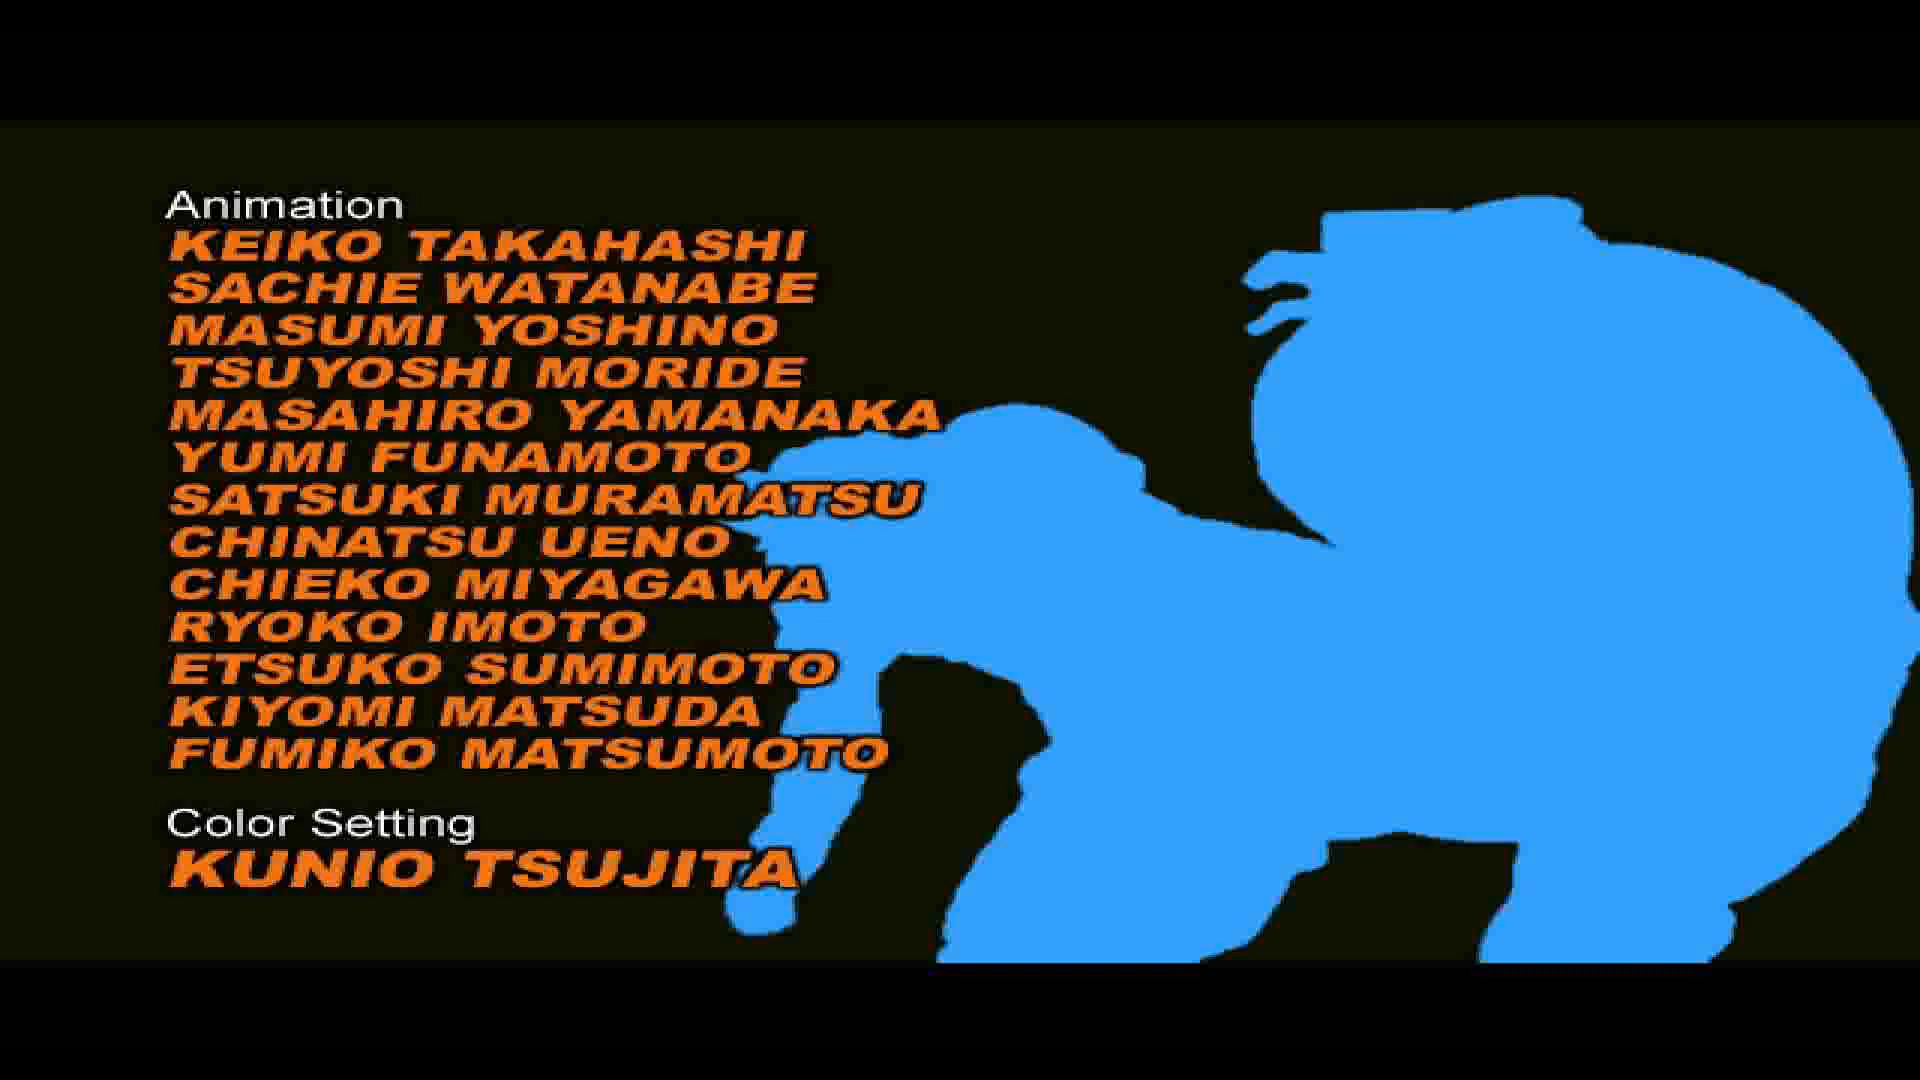 Animation
KEIKO TAKAHASHI
SACHIE WATANABE
MASUMI YOSHINO
TSUYOSHI MORIDE
MASAHIRO YAMANAKA
YUMI FUNAMOTO
SATSUKI MURAMATSU
CHINATSU UENO
CHIEKO MIYAGAWA
RYOKO IMOTO
ETSUKO SUMIMOTO
KIYOMI MATSUDA
FUMIKO MATSUMOTO
Color Setting
KUNIO TSUJITA